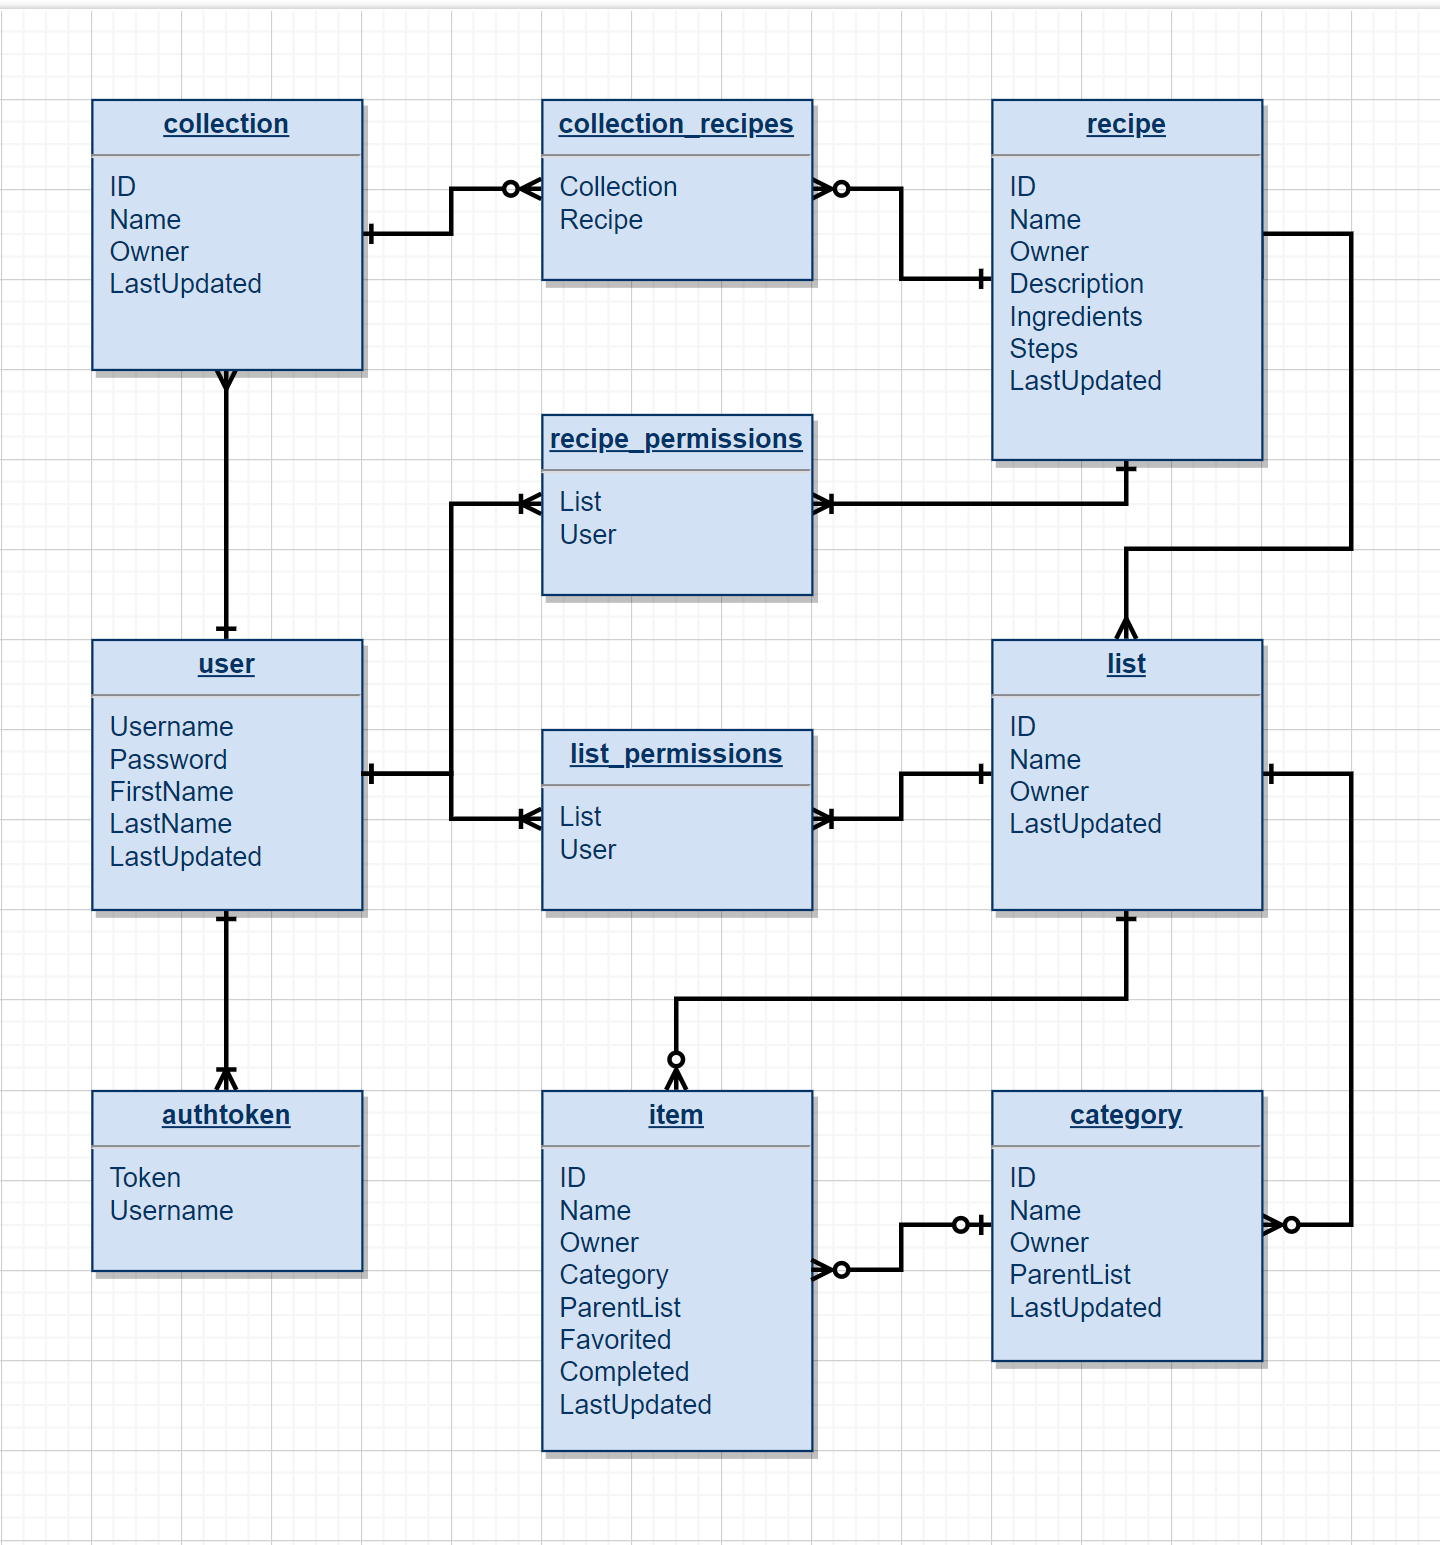 collection
ID
Name
Owner
LastUpdated
collection_recipes
Collection
Recipe
recipe
ID
Name
Owner
Description
Ingredients
Steps
LastUpdated
recipe_permissions
List
User
user
Username
Password
FirstName
LastName
LastUpdated
list_permissions
List
User
list
ID
Name
Owner
LastUpdated
authtoken
Token
Username
item
ID
Name
Owner
Category
ParentList
Favorited
Completed
LastUpdated
category
ID
Name
Owner
ParentList
LastUpdated